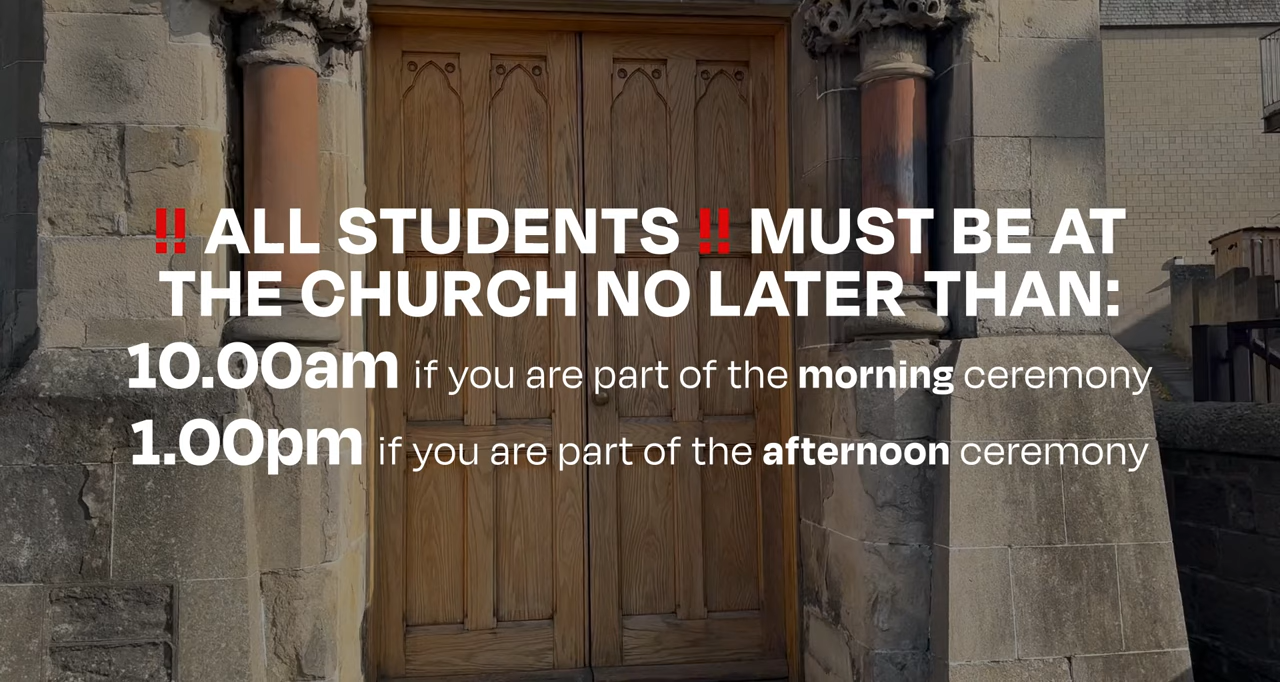 !! ALL STUDENTS !! MUST BE AT
THE CHURCH NO LATER THAN:
10.00am if you are part of the morning ceremony
1.00pm if you are part of the afternoon ceremony